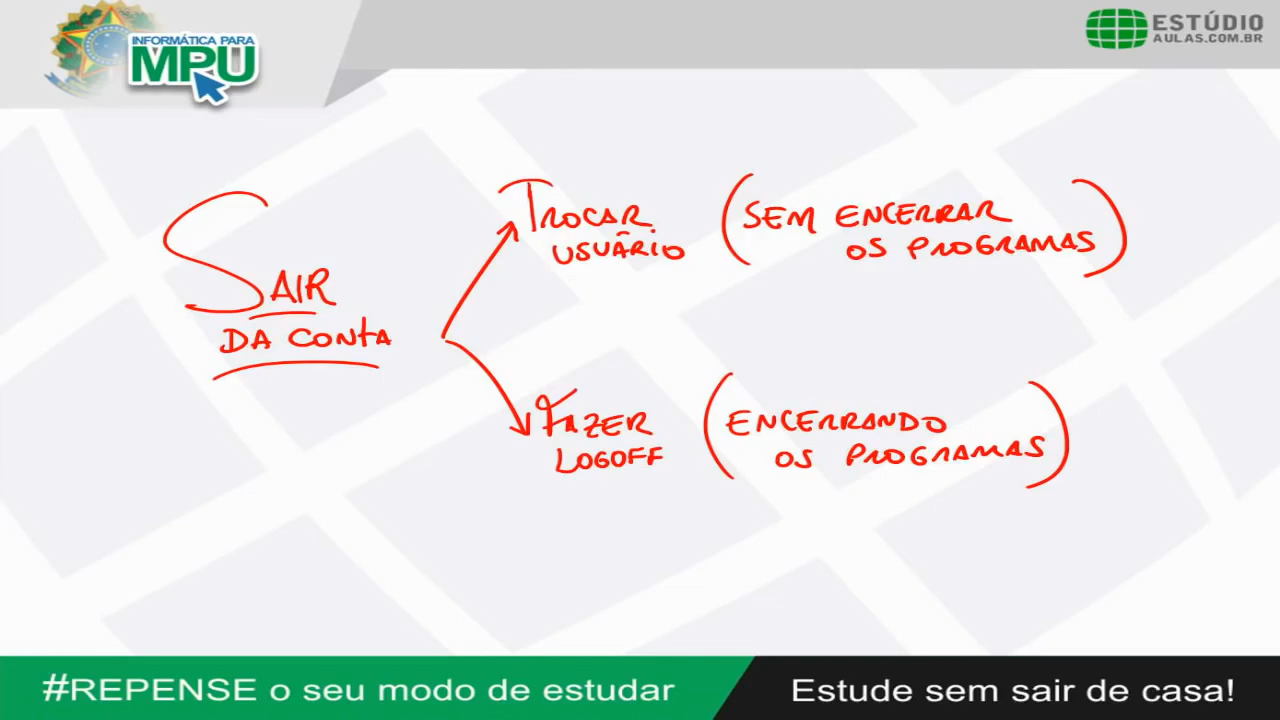 INFORMÁTICA PARA
MPU
ESTÚDIO
AULAS.COM.BR
TROCAR
USUÁRIO
(SEM ENCERRAR
OS PROGRAMAS)
SAIR
DA CONTA
FAZER
LOGOFF
(ENCERRANDO
OS PROGRAMAS)
#REPENSE o seu modo de estudar
Estude sem sair de casa!